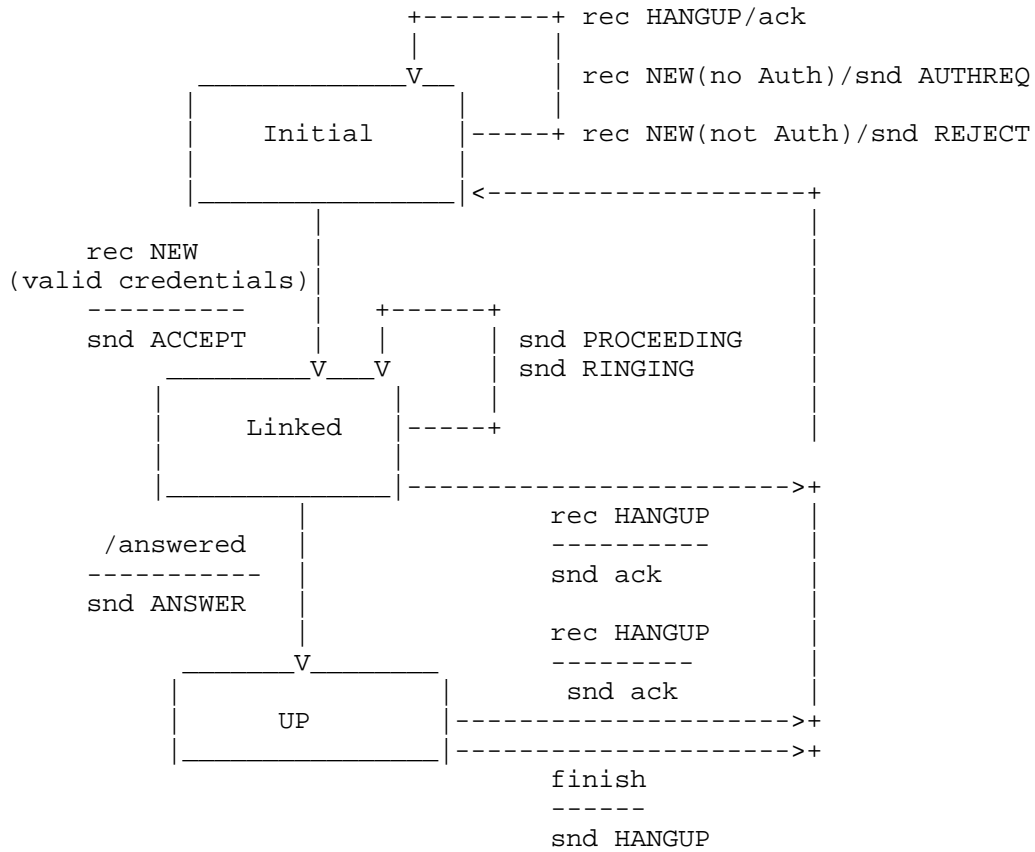 rec HANGUP/ack
rec NEW(no Auth)/snd AUTHREQ
Initial
rec NEW(not Auth)/snd REJECT
rec NEW
(valid credentials)
----------
snd ACCEPT
snd PROCEEDING
snd RINGING
Linked
rec HANGUP
----------
snd ack
/answered
-----------
snd ANSWER
rec HANGUP
---------
snd ack
UP
finish
------
snd HANGUP